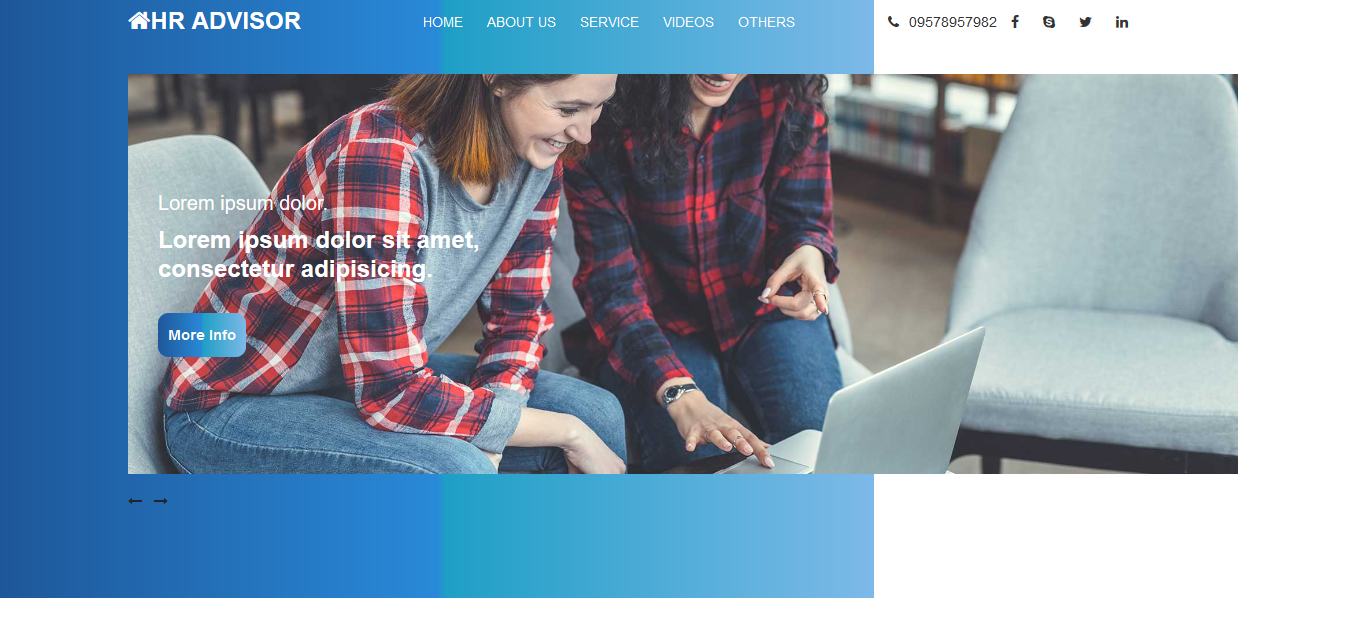 HR ADVISOR
HOME ABOUT US SERVICE VIDEOS OTHERS
09578957982
Lorem ipsum dolor.
Lorem ipsum dolor sit amet,
consectetur adipisicing.
More Info